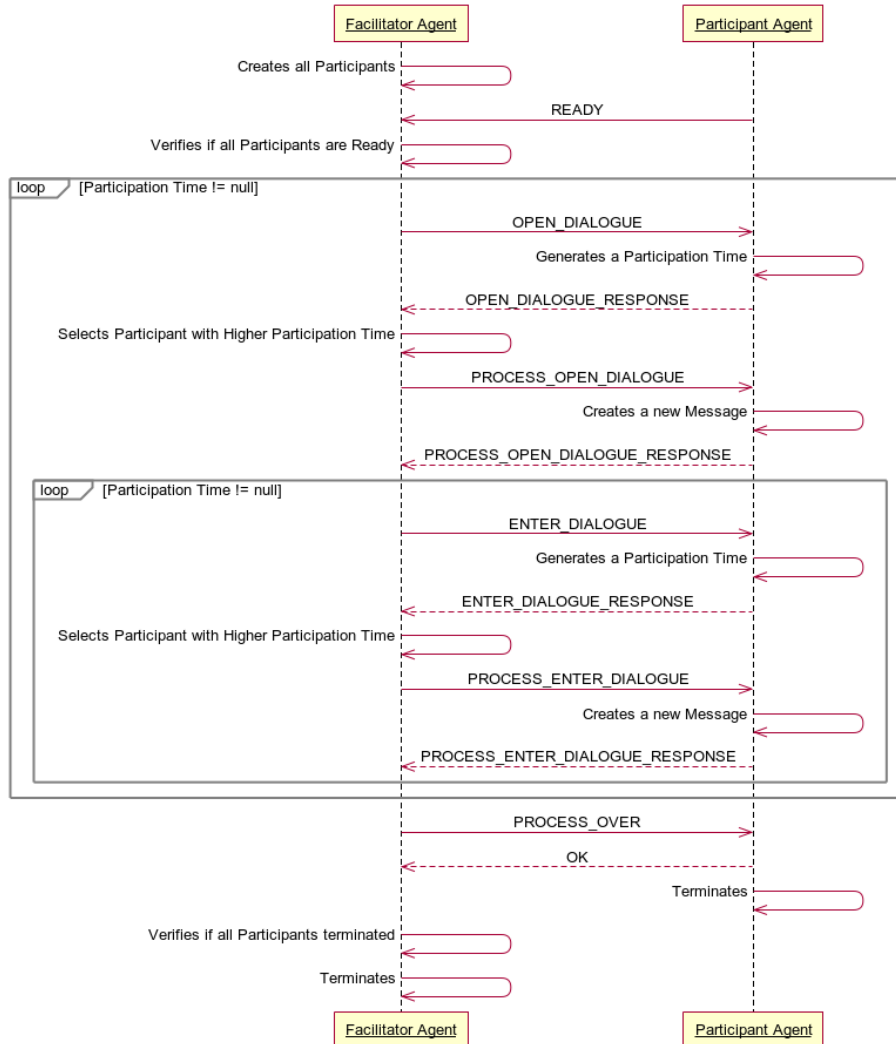 Facilitator Agent
Participant Agent
Creates all Participants
READY
Verifies if all Participants are Ready
loop
[Participation Time != null]
OPEN_DIALOGUE
Generates a Participation Time
OPEN_DIALOGUE_RESPONSE
Selects Participant with Higher Participation Time
PROCESS_OPEN_DIALOGUE
Creates a new Message
PROCESS_OPEN_DIALOGUE_RESPONSE
loop
[Participation Time != null]
ENTER_DIALOGUE
Generates a Participation Time
ENTER_DIALOGUE_RESPONSE
Selects Participant with Higher Participation Time
PROCESS_ENTER_DIALOGUE
Creates a new Message
PROCESS_ENTER_DIALOGUE_RESPONSE
PROCESS_OVER
OK
Terminates
Verifies if all Participants terminated
Terminates
Facilitator Agent
Participant Agent